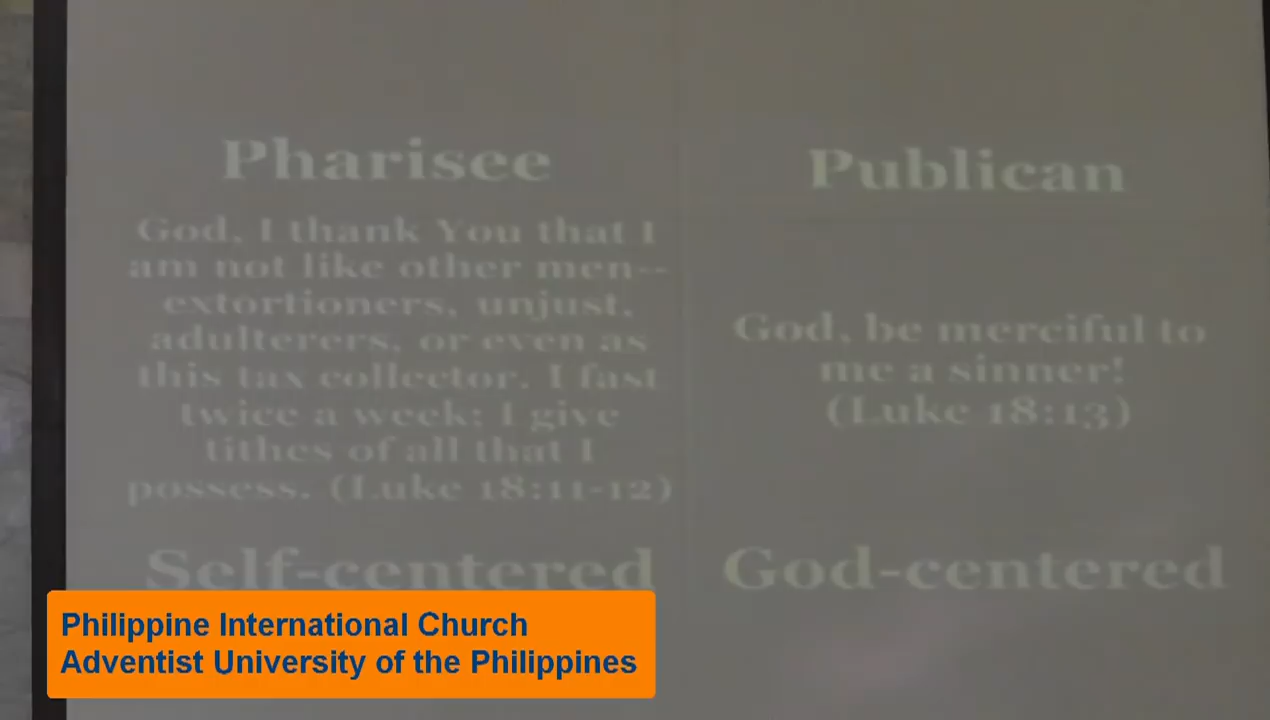 Pharisee
God, I thank You that I
am not like other men--
extortioners, unjust,
adulterers, or even as
this tax collector. I fast
twice a week; I give
tithes of all that I
possess. (Luke 18:11-12)
Self-centered
Publican
God, be merciful to
me a sinner!
(Luke 18:13)
God-centered
Philippine International Church
Adventist University of the Philippines